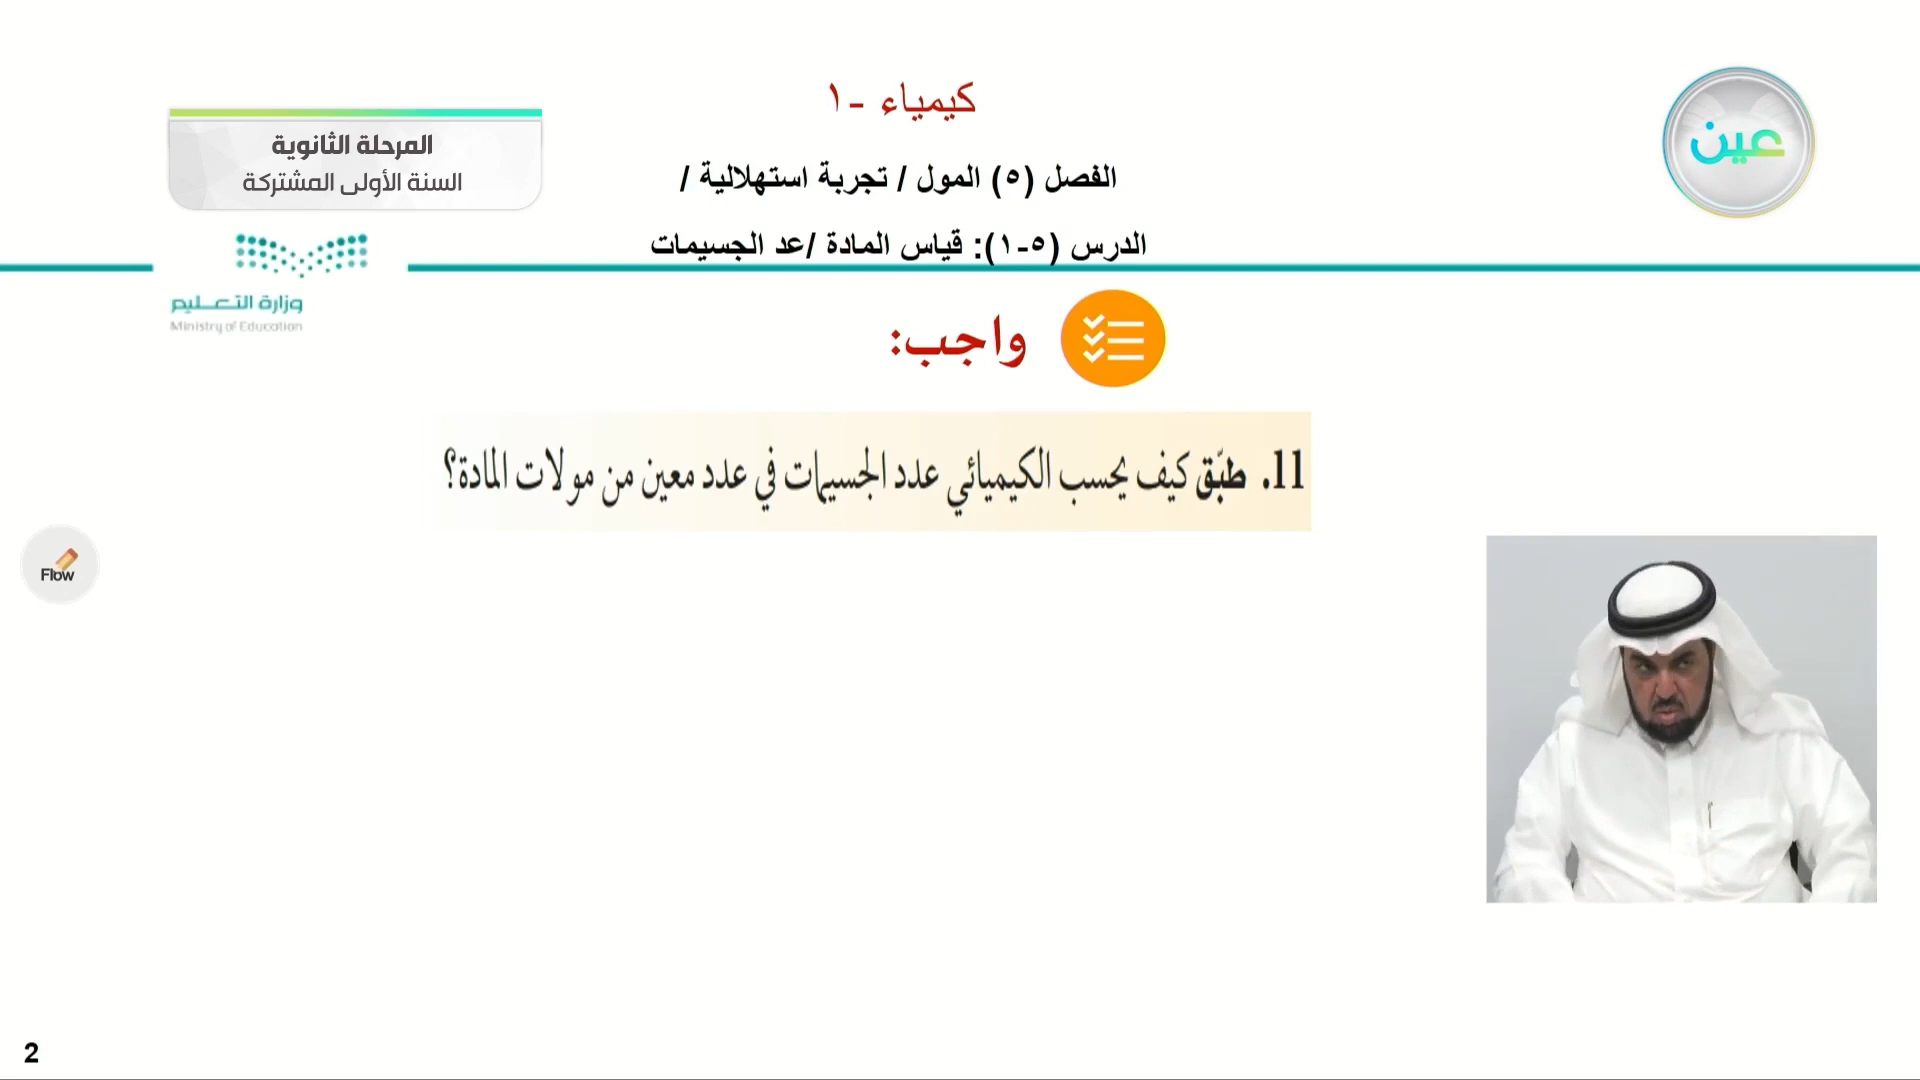 كيمياء -١
عين
المرحلة الثانوية
السنة الأولى المشتركة
الفصل (٥) المول / تجربة استهلالية /
الدرس (٥-١): قياس المادة /عد الجسيمات
وزارة التعليم
Ministry of Education
واجب:
11. طبّق كيف يحسب الكيميائي عدد الجسيمات في عدد معين من مولات المادة؟
Flow
2